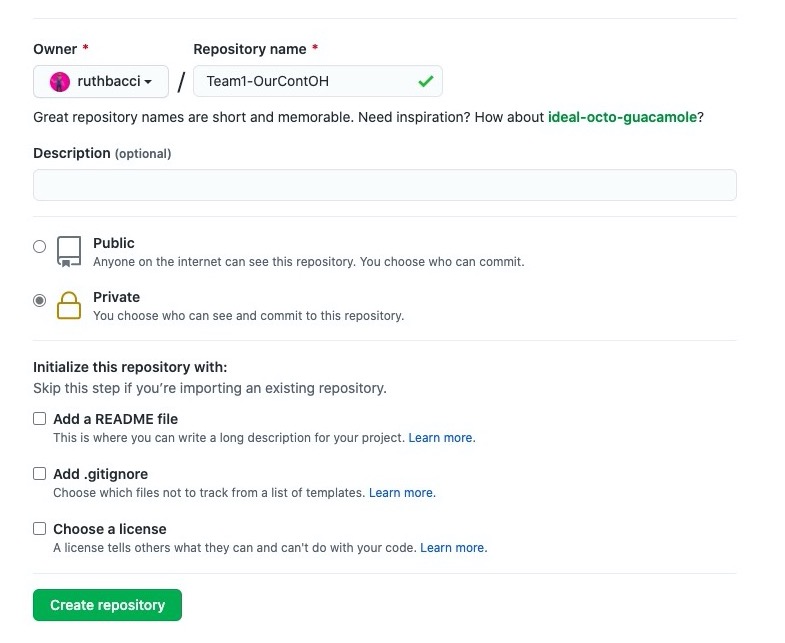 Owner *
Repository name *
ruthbacci
/
Team1-OurContOH
Great repository names are short and memorable. Need inspiration? How about ideal-octo-guacamole?
Description (optional)
Public
Anyone on the internet can see this repository. You choose who can commit.
Private
You choose who can see and commit to this repository.
Initialize this repository with:
Skip this step if you’re importing an existing repository.
Add a README file
This is where you can write a long description for your project. Learn more.
Add .gitignore
Choose which files not to track from a list of templates. Learn more.
Choose a license
A license tells others what they can and can't do with your code. Learn more.
Create repository